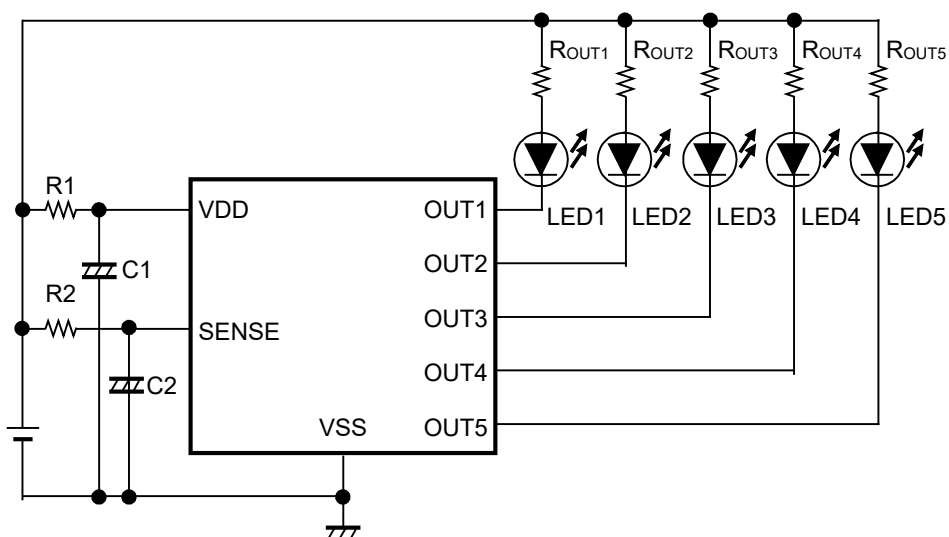 ROUT1 ROUT2 ROUT3 ROUT4 ROUT5
R1
VDD
OUT1
LED1 LED2 LED3 LED4 LED5
OUT2
C1
R2
SENSE
OUT3
OUT4
C2
VSS
OUT5